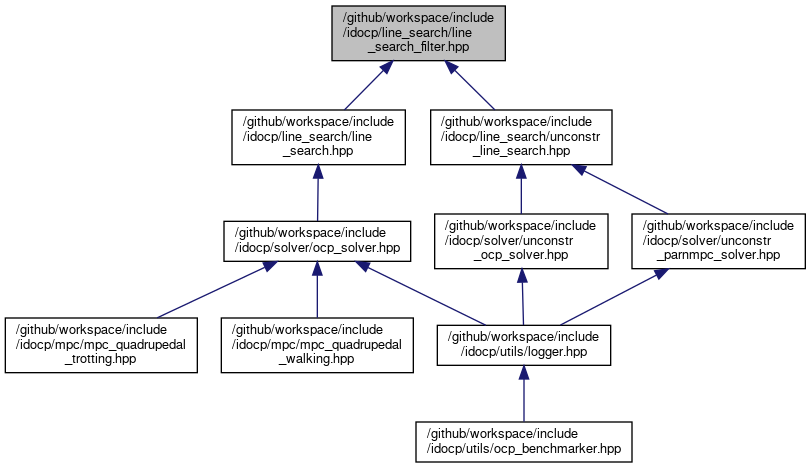 /github/workspace/include
/idocp/line_search/line
_search_filter.hpp
/github/workspace/include
/idocp/line_search/line
_search.hpp
/github/workspace/include
/idocp/line_search/unconstr
_line_search.hpp
/github/workspace/include
/idocp/solver/ocp_solver.hpp
/github/workspace/include
/idocp/solver/unconstr
_ocp_solver.hpp
/github/workspace/include
/idocp/solver/unconstr
_parnmpc_solver.hpp
/github/workspace/include
/idocp/mpc/mpc_quadrupedal
_trotting.hpp
/github/workspace/include
/idocp/mpc/mpc_quadrupedal
_walking.hpp
/github/workspace/include
/idocp/utils/logger.hpp
/github/workspace/include
/idocp/utils/ocp_benchmarker.hpp